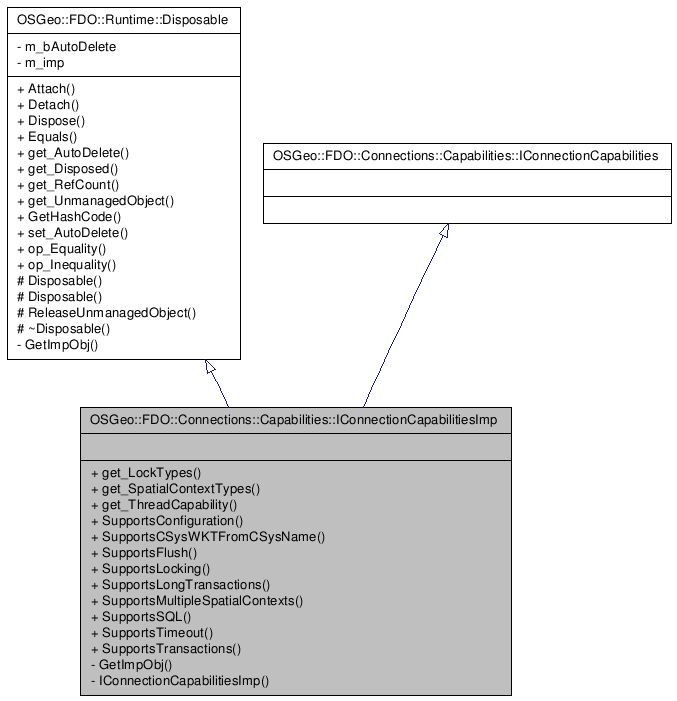 OSGeo::FDO::Runtime::Disposable
- m_bAutoDelete
- m_imp
+ Attach()
+ Detach()
+ Dispose()
+ Equals()
+ get_AutoDelete()
+ get_Disposed()
+ get_RefCount()
+ get_UnmanagedObject()
+ GetHashCode()
+ set_AutoDelete()
+ op_Equality()
+ op_Inequality()
# Disposable()
# Disposable()
# ReleaseUnmanagedObject()
# ~Disposable()
- GetImpObj()
OSGeo::FDO::Connections::Capabilities::IConnectionCapabilities
OSGeo::FDO::Connections::Capabilities::IConnectionCapabilitiesImp
+ get_LockTypes()
+ get_SpatialContextTypes()
+ get_ThreadCapability()
+ SupportsConfiguration()
+ SupportsCSysWKTFromCSysName()
+ SupportsFlush()
+ SupportsLocking()
+ SupportsLongTransactions()
+ SupportsMultipleSpatialContexts()
+ SupportsSQL()
+ SupportsTimeout()
+ SupportsTransactions()
- GetImpObj()
- IConnectionCapabilitiesImp()